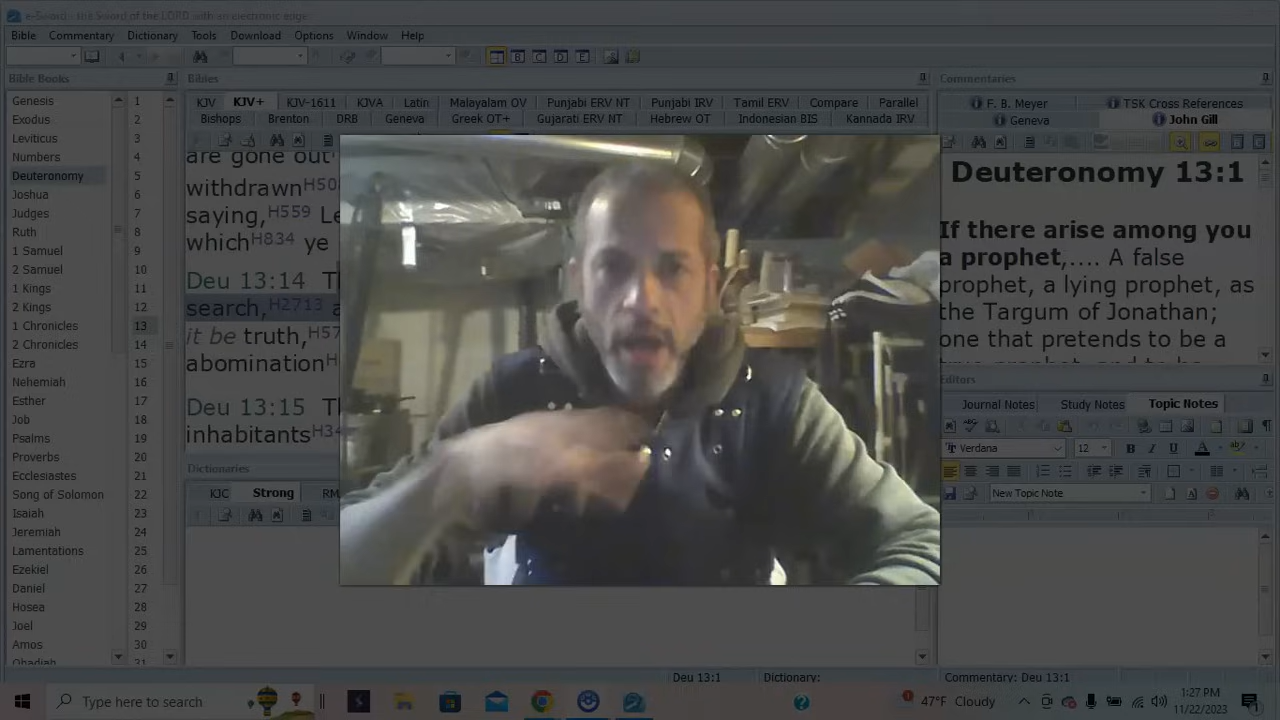 e-Sword - the Sword of the LORD with an electronic edge
Bible Commentary Dictionary Tools Download Options Window Help
Bible Books
Genesis 1
Exodus 2
Leviticus 3
Numbers 4
Deuteronomy 5
Joshua 6
Judges 7
Ruth 8
1 Samuel 9
2 Samuel 10
1 Kings 11
2 Kings 12
1 Chronicles 13
2 Chronicles 14
Ezra 15
Nehemiah 16
Esther 17
Job 18
Psalms 19
Proverbs 20
Ecclesiastes 21
Song of Solomon 22
Isaiah 23
Jeremiah 24
Lamentations 25
Ezekiel 26
Daniel 27
Hosea 28
Joel 29
Amos 30
Obadiah 31
Bibles
KJV KJV+ KJV-1611 KJVA Latin Malayalam OV Punjabi ERV NT Punjabi IRV Tamil ERV Compare Parallel
Bishops Brenton DRB Geneva Greek OT+ Gujarati ERV NT Hebrew OT Indonesian BIS Kannada IRV
are gone out
withdrawn
saying,H559
whichH834 ye
Deu 13:14
search,H2713
it be truth,
abomination
Deu 13:15
inhabitants
Dictionaries
KJC Strong
Deu 13:1 Dictionary:
Commentaries
F. B. Meyer TSK Cross References
Geneva John Gill
Deuteronomy 13:1
If there arise among you
a prophet,.... A false
prophet, a lying prophet, as
the Targum of Jonathan;
one that pretends to be a
true prophet, and to be
Editors
Journal Notes Study Notes Topic Notes
Verdana 12 B I U A
New Topic Note
Commentary: Deu 13:1
Type here to search
47°F Cloudy
1:27 PM
11/22/2023